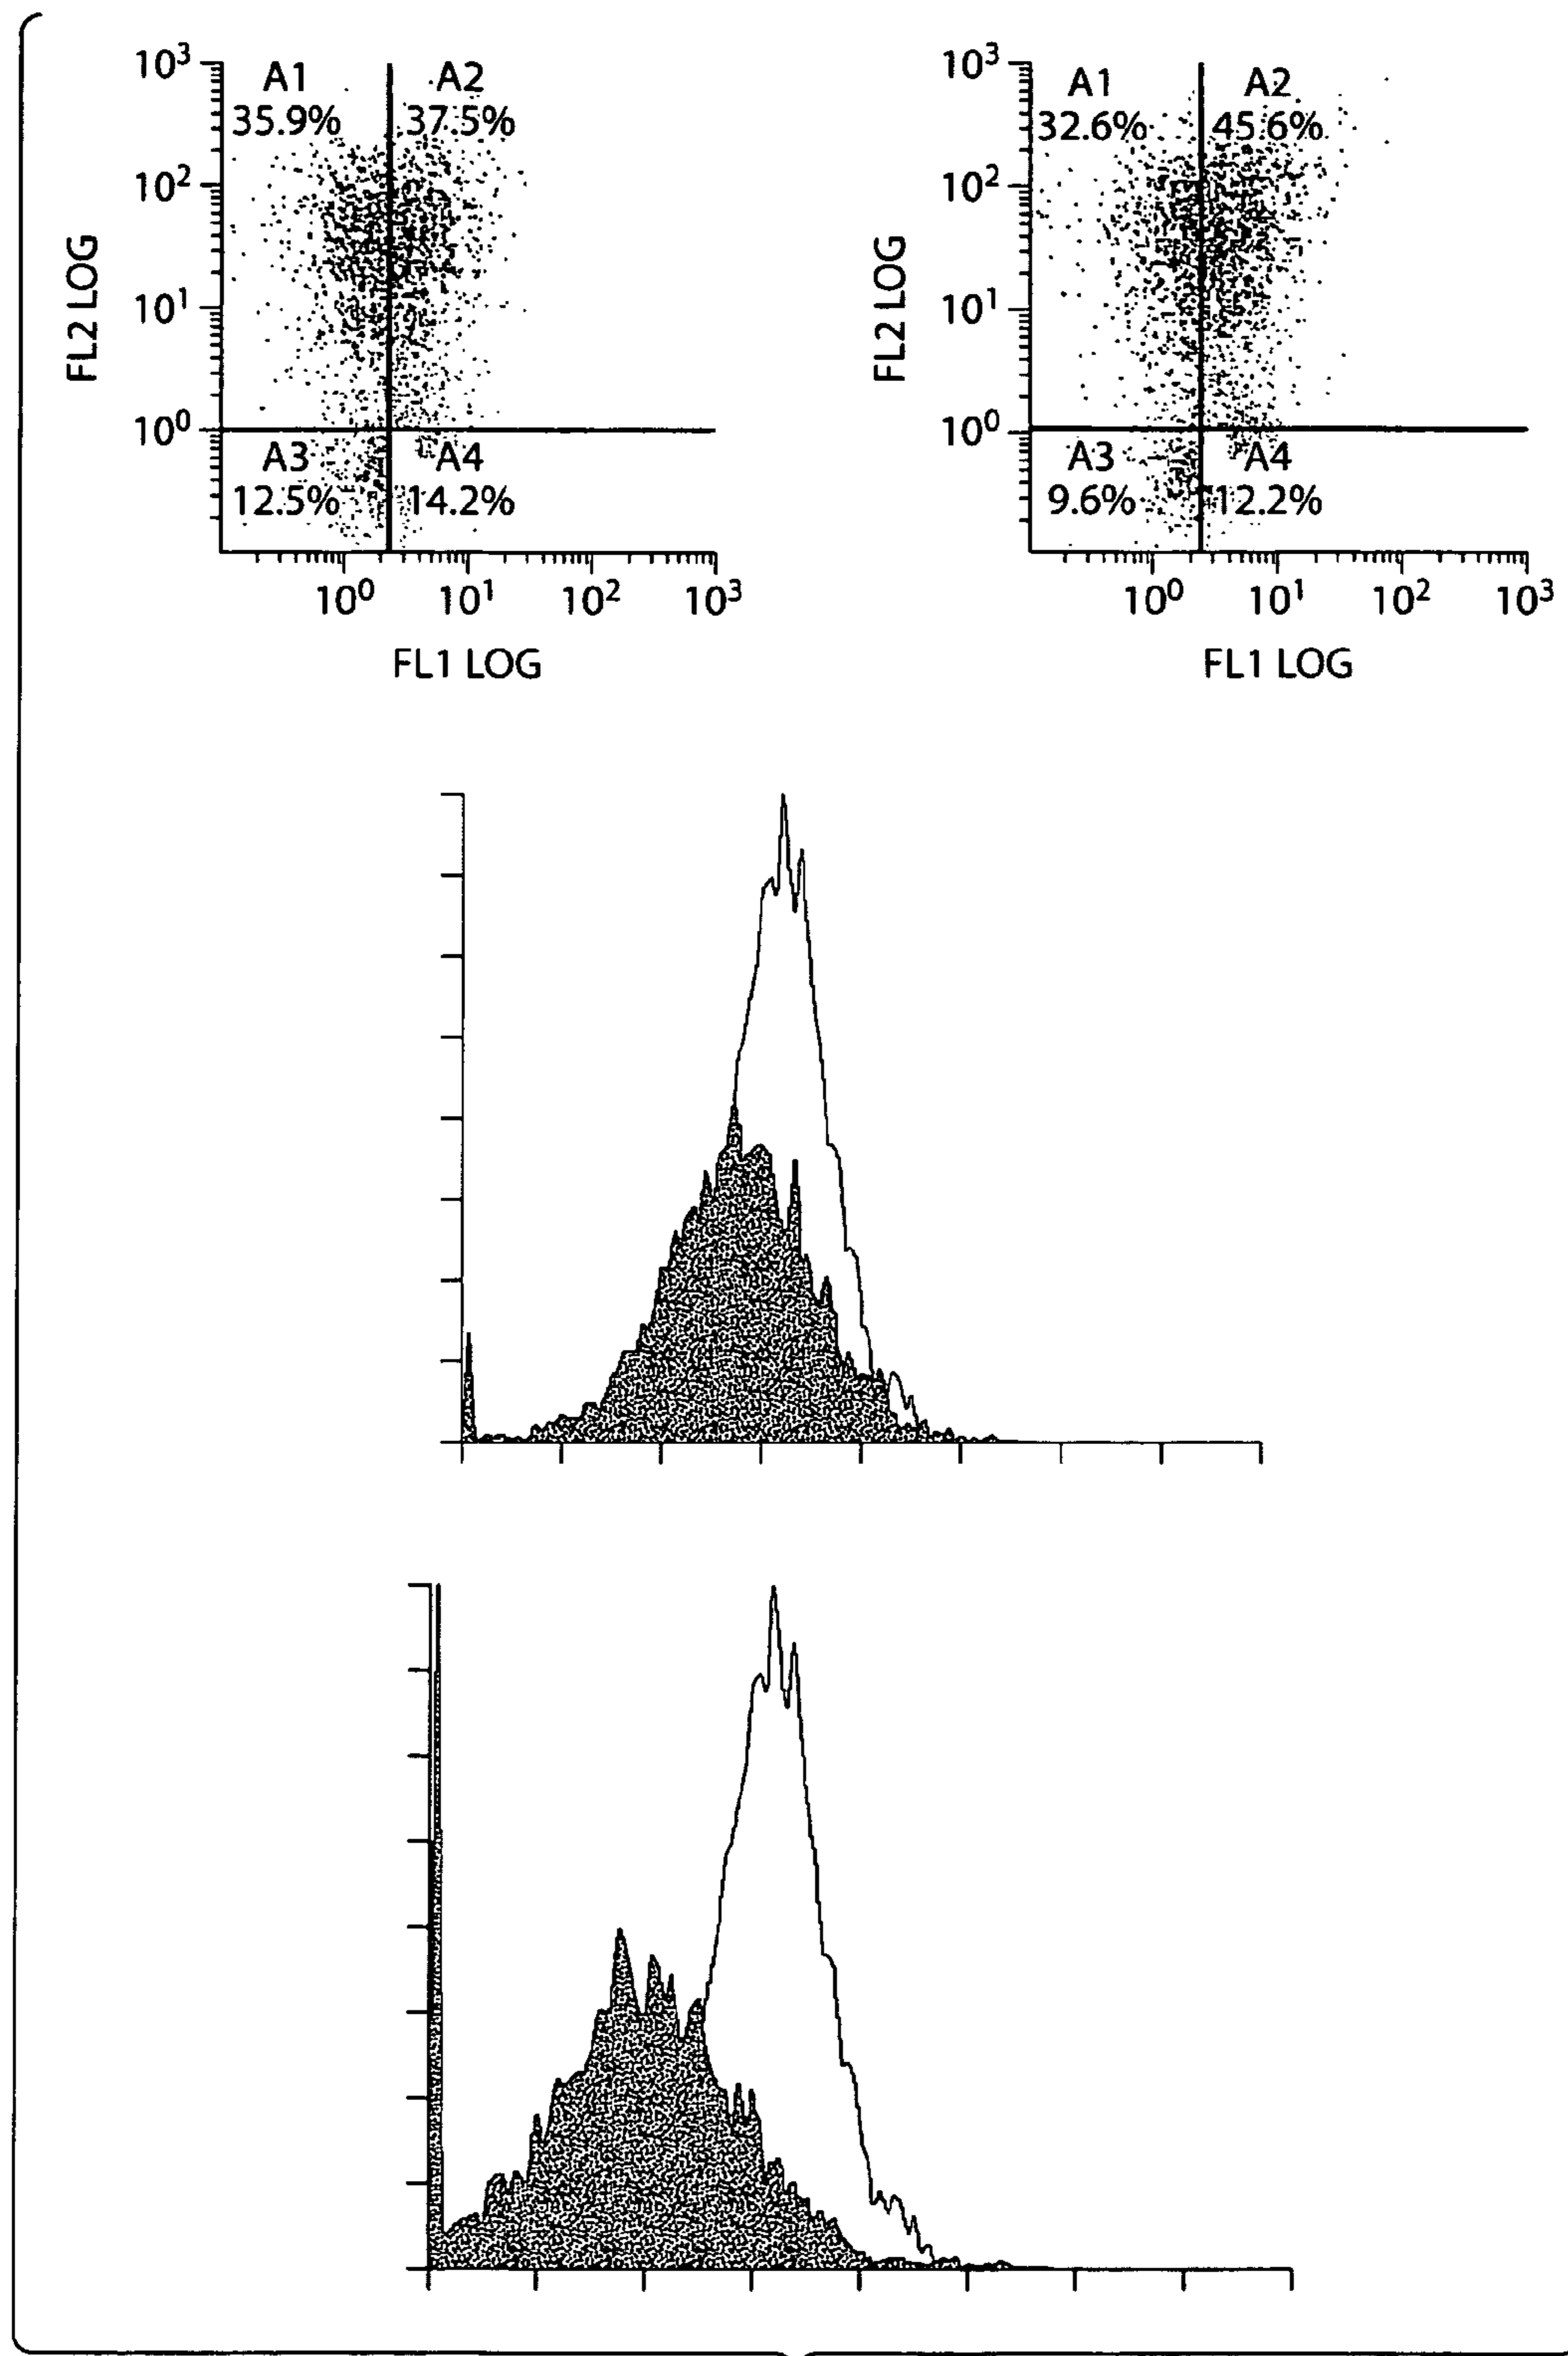 10³
A1 A2
35.9% 37.5%
10²
FL2 LOG
10¹
10⁰
A3 A4
12.5% 14.2%
10⁰ 10¹ 10² 10³
FL1 LOG
10³
A1 A2
32.6% 45.6%
10²
FL2 LOG
10¹
10⁰
A3 A4
9.6% 12.2%
10⁰ 10¹ 10² 10³
FL1 LOG